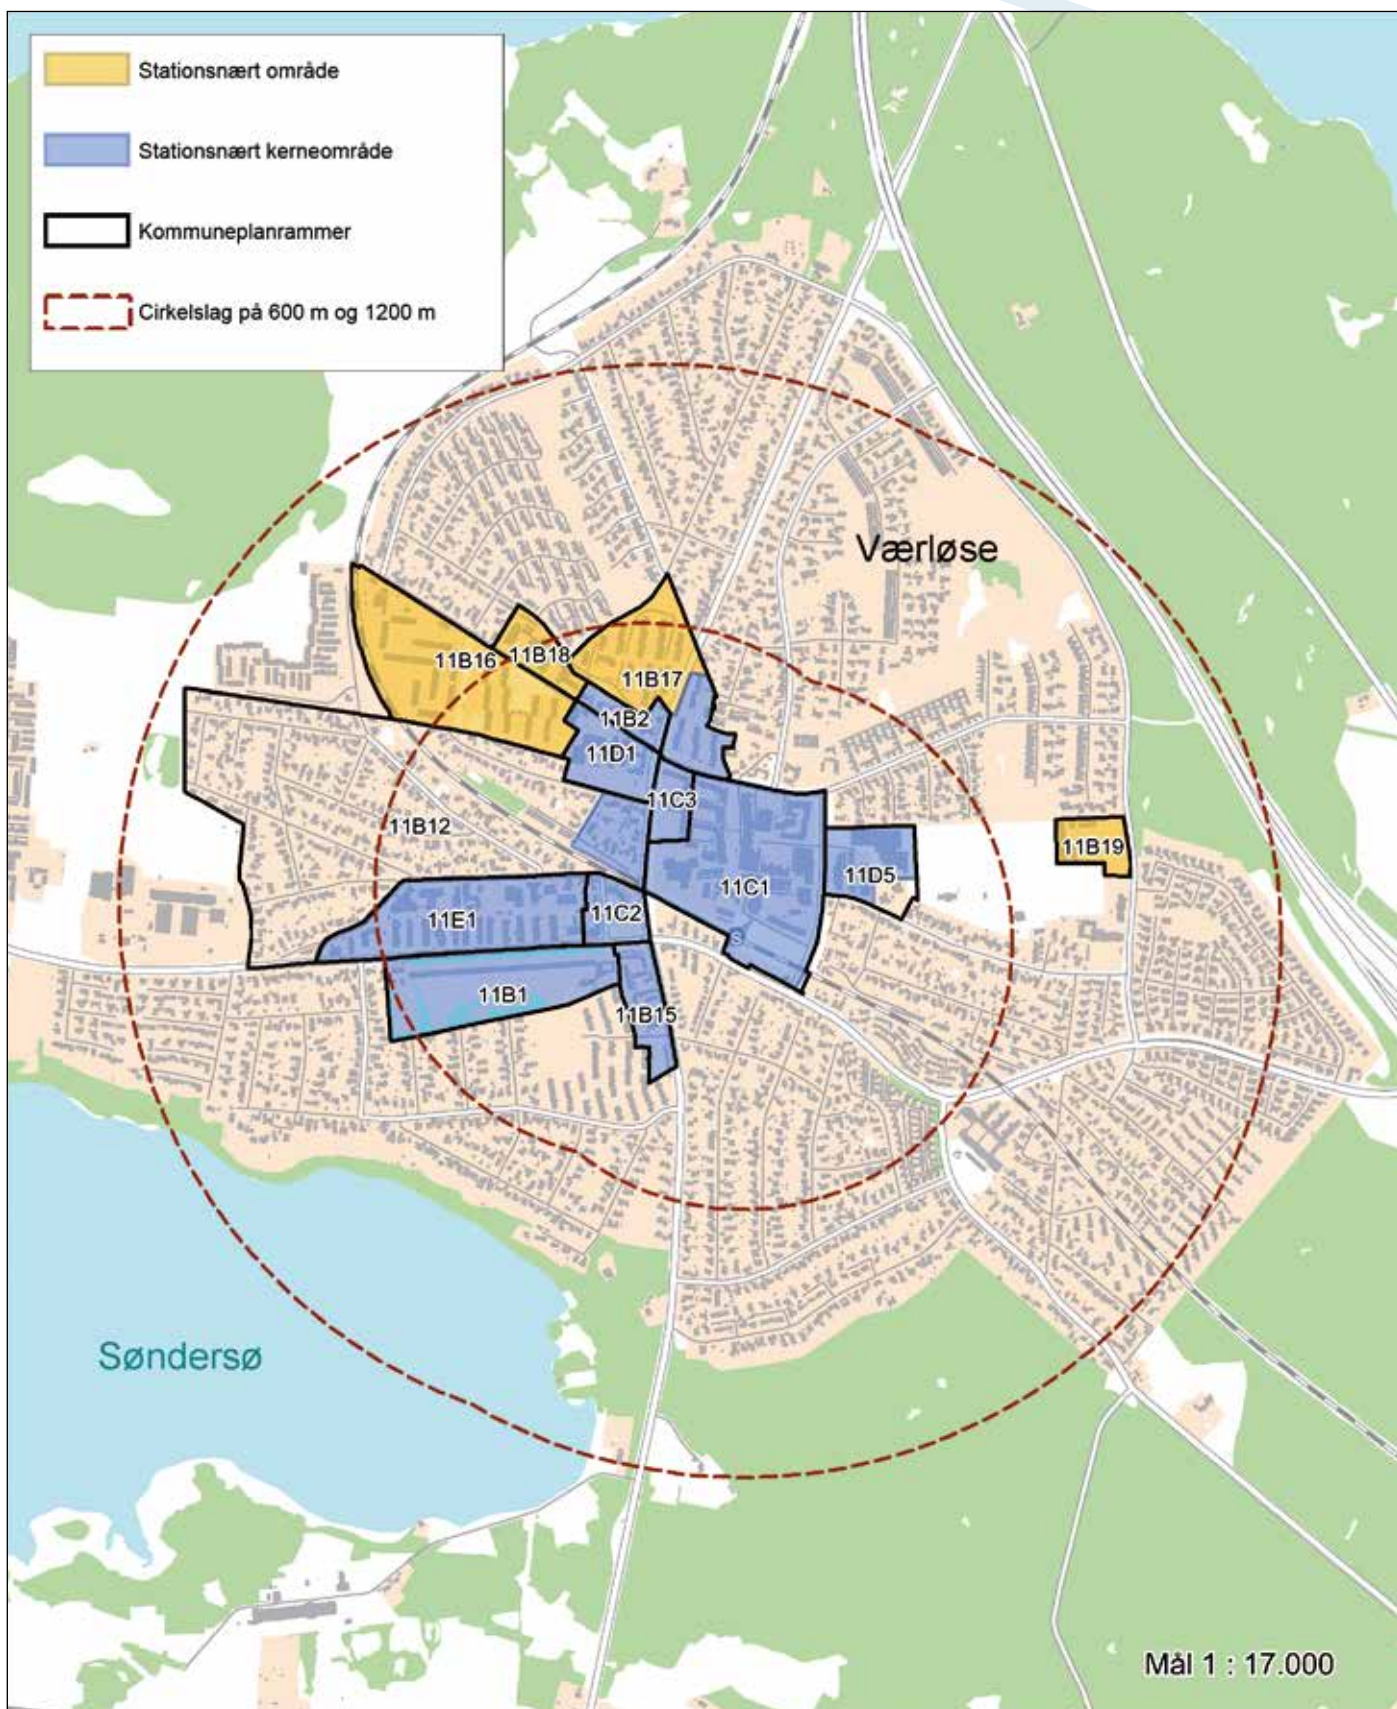 Stationsnært område
Stationsnært kerneområde
Kommuneplanrammer
Cirkelslag på 600 m og 1200 m
Værløse
11B16
11B18
11B17
11B2
11D1
11C3
11B12
11B19
11D5
11C1
11E1
11C2
11B1
11B15
S
Søndersø
Mål 1 : 17.000